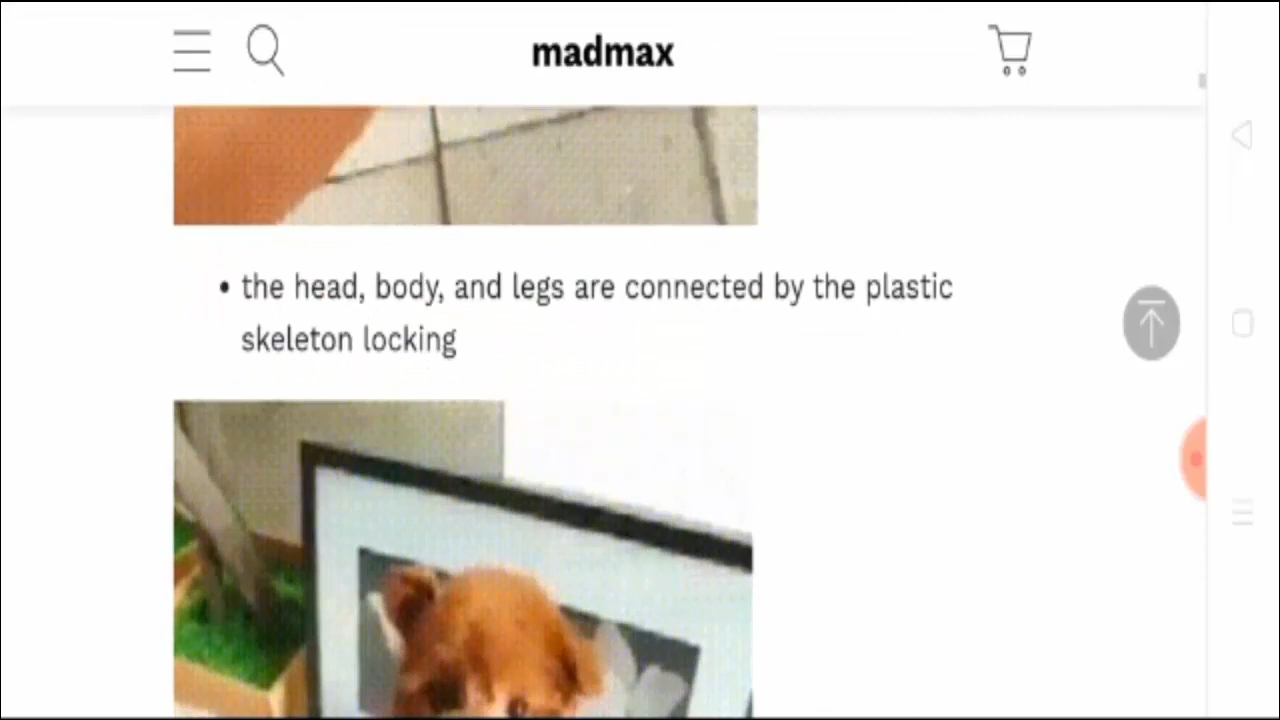 madmax
• the head, body, and legs are connected by the plastic
skeleton locking